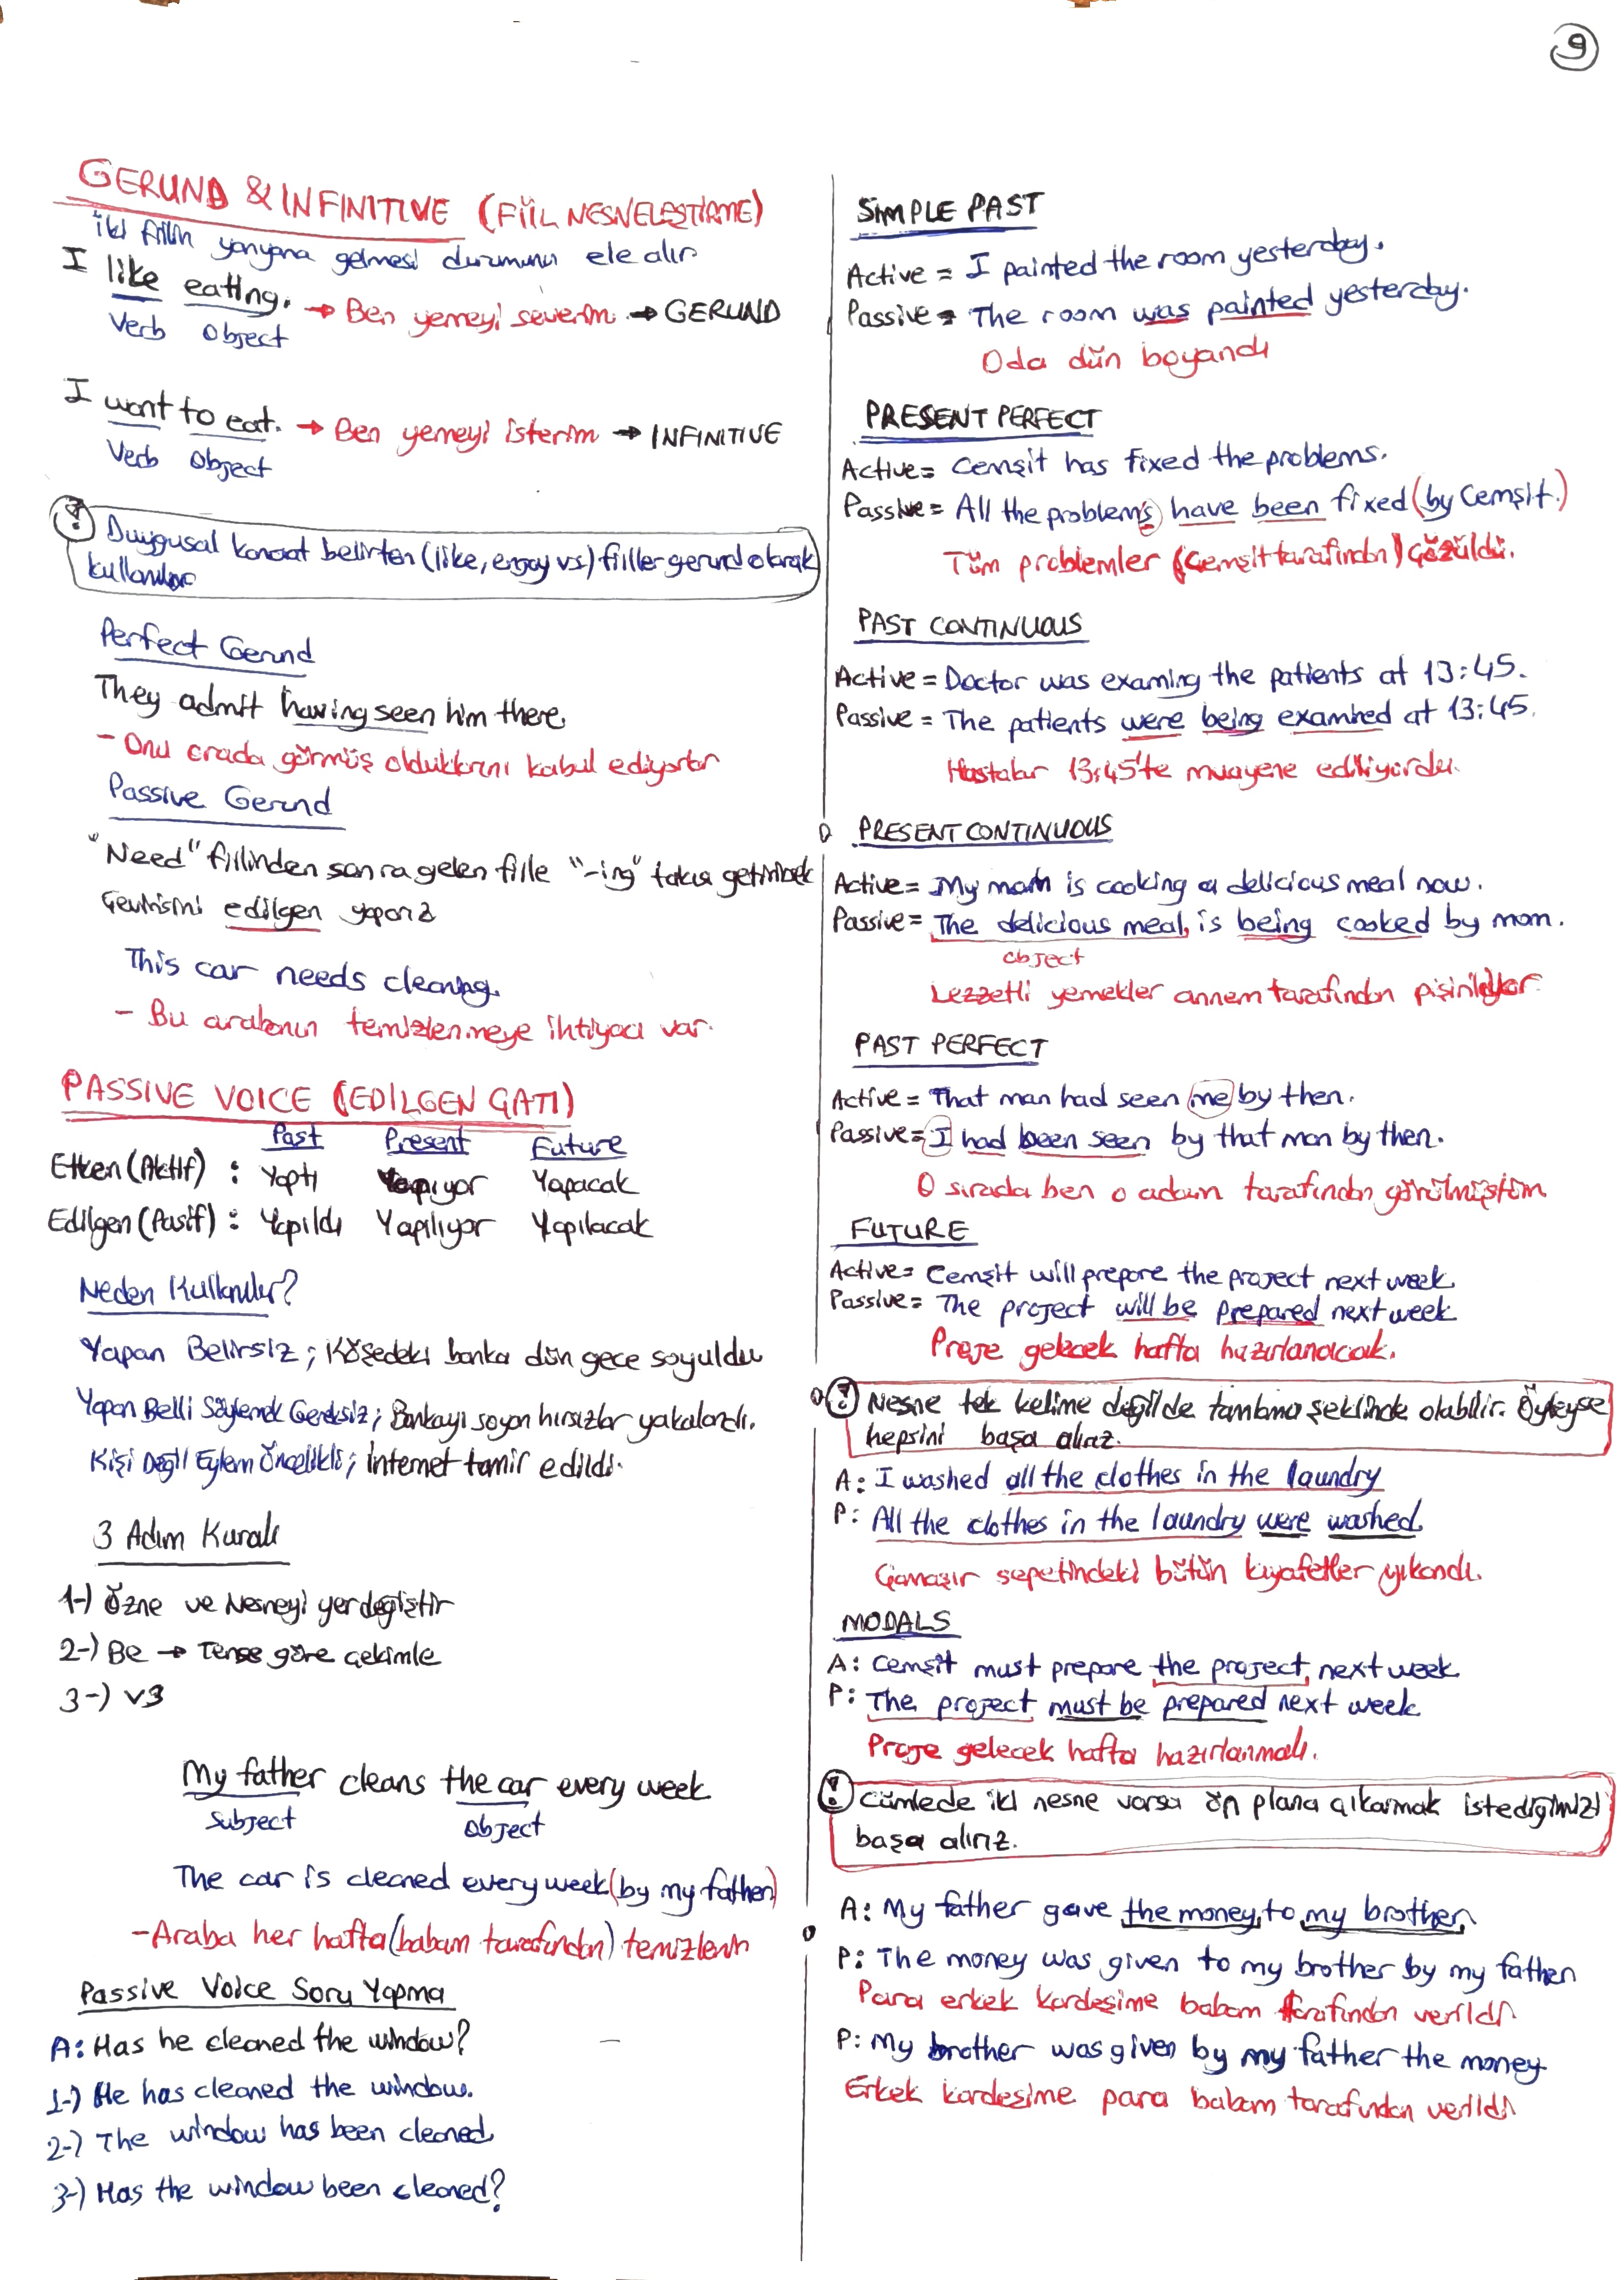 9
GERUND & INFINITIVE (FİİL NESNELEŞTİRME)
İki fiilin yanyana gelmesi durumunu ele alır
I like eating. → Ben yemeyi severim → GERUND
Verb Object
I want to eat. → Ben yemeyi isterim → INFINITIVE
Verb Object
! Duygusal kanaat belirten (like, enjoy vs) fiiller gerund olarak
kullanılır
Perfect Gerund
They admit having seen him there
- Onu orada görmüş olduklarını kabul ediyorlar
Passive Gerund
"Need" fiilinden sonra gelen fiile "-ing" takısı getirilerek
edilgen yaparız
This car needs cleaning.
- Bu arabanın temizlenmeye ihtiyacı var.
PASSIVE VOICE (EDİLGEN ÇATI)
Past Present Future
Etken (Aktif) : Yaptı Yapıyor Yapacak
Edilgen (Pasif) : Yapıldı Yapılıyor Yapılacak
Neden Kullanılır?
Yapan Belirsiz ; Köşedeki banka dün gece soyuldu
Yapan Belli Söylemek Gereksiz ; Bankayı soyan hırsızlar yakalandı.
Kişi Değil Eylem Öncelikli ; İnternet tamir edildi.
3 Adım Kuralı
1-) Özne ve Nesneyi yer değiştir
2-) Be → Tense göre çekimle
3-) V3
My father cleans the car every week
Subject Object
The car is cleaned every week (by my father)
- Araba her hafta (babam tarafından) temizlenir
Passive Voice Soru Yapma
A: Has he cleaned the window?
1-) He has cleaned the window.
2-) The window has been cleaned
3-) Has the window been cleaned?
SIMPLE PAST
Active = I painted the room yesterday.
Passive = The room was painted yesterday.
Oda dün boyandı
PRESENT PERFECT
Active = Cemşit has fixed the problems.
Passive = All the problems have been fixed (by Cemşit.)
Tüm problemler (Cemşit tarafından) çözüldü.
PAST CONTINUOUS
Active = Doctor was examing the patients at 13:45.
Passive = The patients were being examined at 13:45.
Hastalar 13:45'te muayene ediliyordu.
PRESENT CONTINUOUS
Active = My mom is cooking a delicious meal now.
Passive = The delicious meal, is being cooked by mom.
object
Lezzetli yemekler annem tarafından pişiriliyor.
PAST PERFECT
Active = That man had seen me by then.
Passive = I had been seen by that man by then.
O sırada ben o adam tarafından görülmüştüm
FUTURE
Active = Cemşit will prepare the project next week
Passive = The project will be prepared next week
Proje gelecek hafta hazırlanacak.
! Nesne tek kelime değilde tamlama şeklinde olabilir. Öyleyse
hepsini başa alırız.
A: I washed all the clothes in the laundry
P: All the clothes in the laundry were washed
Çamaşır sepetindeki bütün kıyafetler yıkandı.
MODALS
A: Cemşit must prepare the project, next week
P: The project must be prepared next week
Proje gelecek hafta hazırlanmalı.
! Cümlede iki nesne varsa ön plana çıkarmak istediğimizi
başa alırız.
A: My father gave the money, to my brother,
P: The money was given to my brother by my father
Para erkek kardeşime babam tarafından verildi
P: My brother was given by my father the money
Erkek kardeşime para babam tarafından verildi